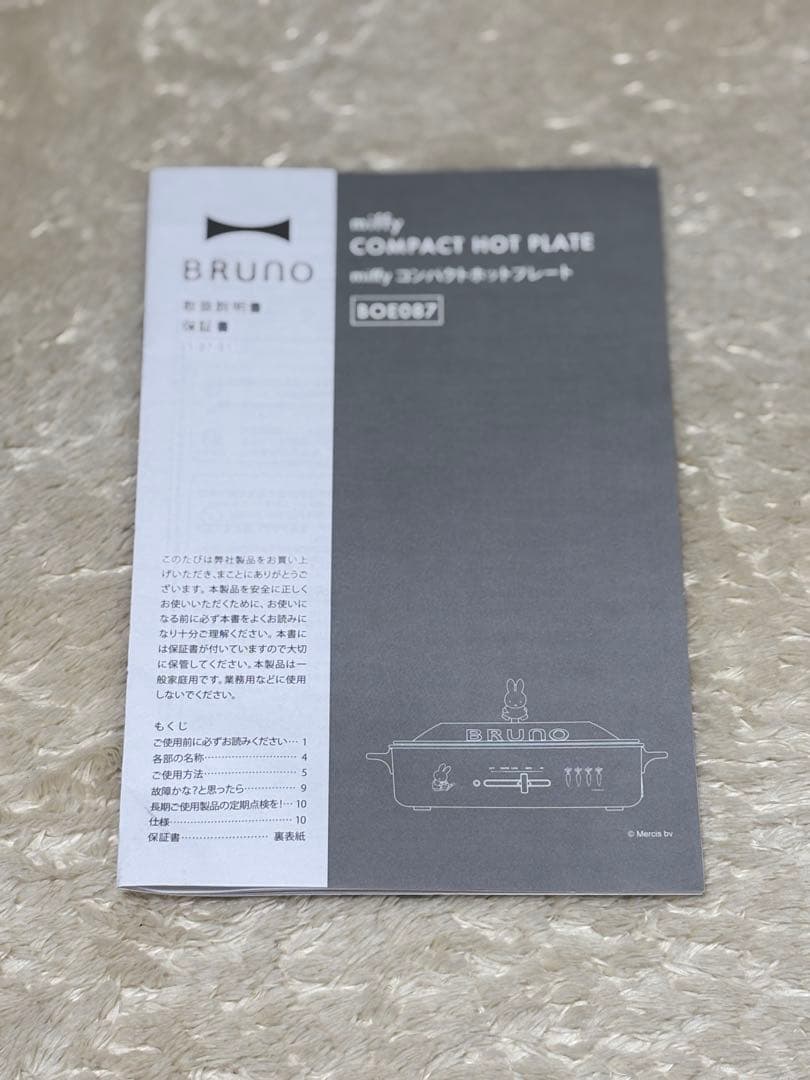 BRUNO
取扱説明書
保証書
miffy
COMPACT HOT PLATE
miffy コンパクトホットプレート
BOE087
このたびは弊社製品をお買い上
げいただき、まことにありがとうご
ざいます。本製品を安全に正しく
お使いいただくために、お使いに
なる前に必ず本書をよくお読みに
なり十分ご理解ください。本書に
は保証書が付いていますので大切
に保管してください。本製品は一
般家庭用です。業務用などに使用
しないでください。
もくじ
ご使用前に必ずお読みください… 1
各部の名称……………………… 4
ご使用方法……………………… 5
故障かな?と思ったら…………… 9
長期ご使用製品の定期点検を!… 10
仕様……………………………… 10
保証書…………………… 裏表紙
BRUNO
© Mercis bv